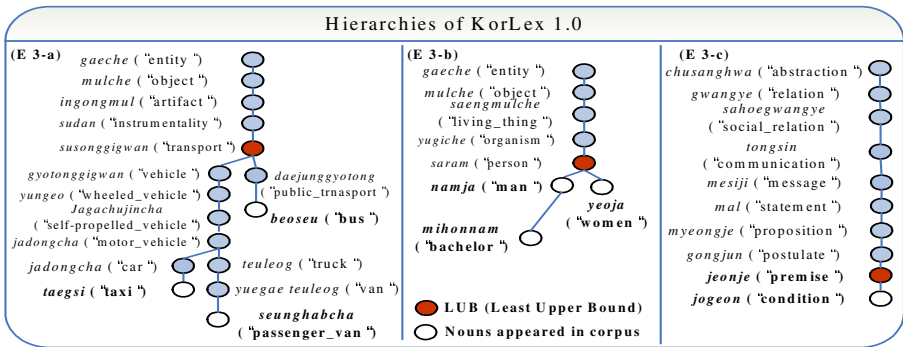 Hierarchies of KorLex 1.0
(E 3-a)
gaeche ( “entity “)
mulche ( “object “)
ingongmul ( “artifact “)
sudan ( “instrumentality “)
susonggigwan ( “transport “)
gyotonggigwan ( “vehicle “)
yungeo ( “wheeled_vehicle “)
Jagachujincha
( “self-propelled_vehicle “)
jadongcha ( “motor_vehicle “)
jadongcha ( “car “)
taegsi ( “taxi “)
daejunggyotong
( “public_trnasport “)
beoseu ( “bus “)
teuleog ( “truck “)
yuegae teuleog ( “van “)
seunghabcha
( “passenger_van “)
(E 3-b)
gaeche ( “entity “)
mulche ( “object “)
saengmulche
( “living_thing “)
yugiche ( “organism “)
saram ( “person “)
namja ( “man “)
yeoja
( “women “)
mihonnam
( “bachelor “)
LUB (Least Upper Bound)
Nouns appeared in corpus
(E 3-c)
chusanghwa ( “abstraction “)
gwangye ( “relation “)
sahoegwangye
( “social_relation “)
tongsin
( “communication “)
mesiji ( “message “)
mal ( “statement “)
myeongje ( “proposition “)
gongjun ( “postulate “)
jeonje ( “premise “)
jogeon ( “condition “)